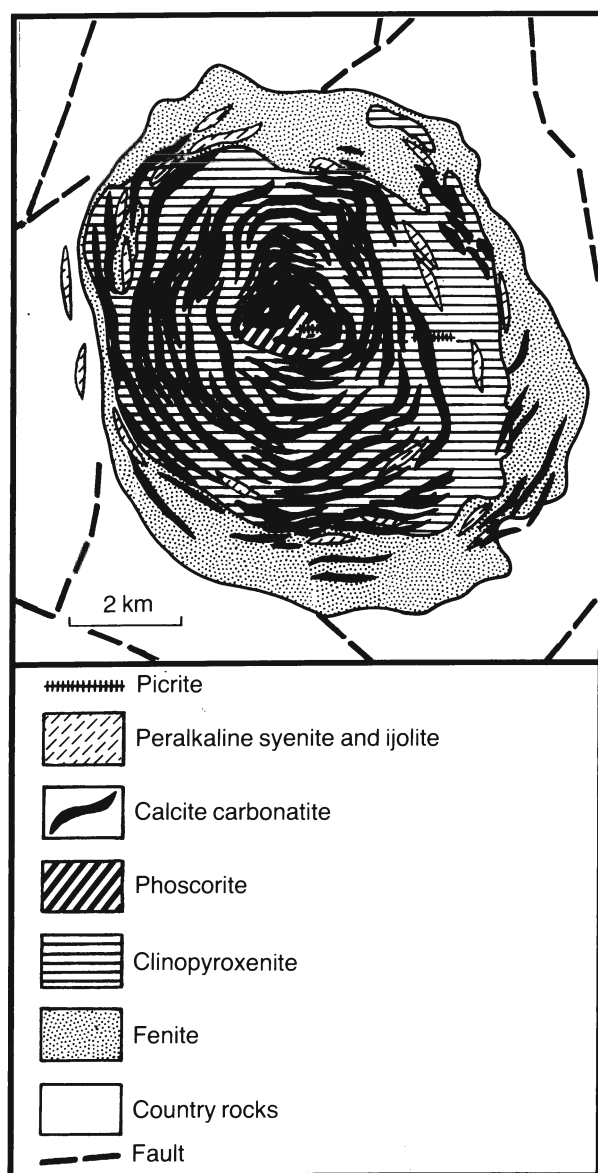 2 km
Picrite
Peralkaline syenite and ijolite
Calcite carbonatite
Phoscorite
Clinopyroxenite
Fenite
Country rocks
Fault